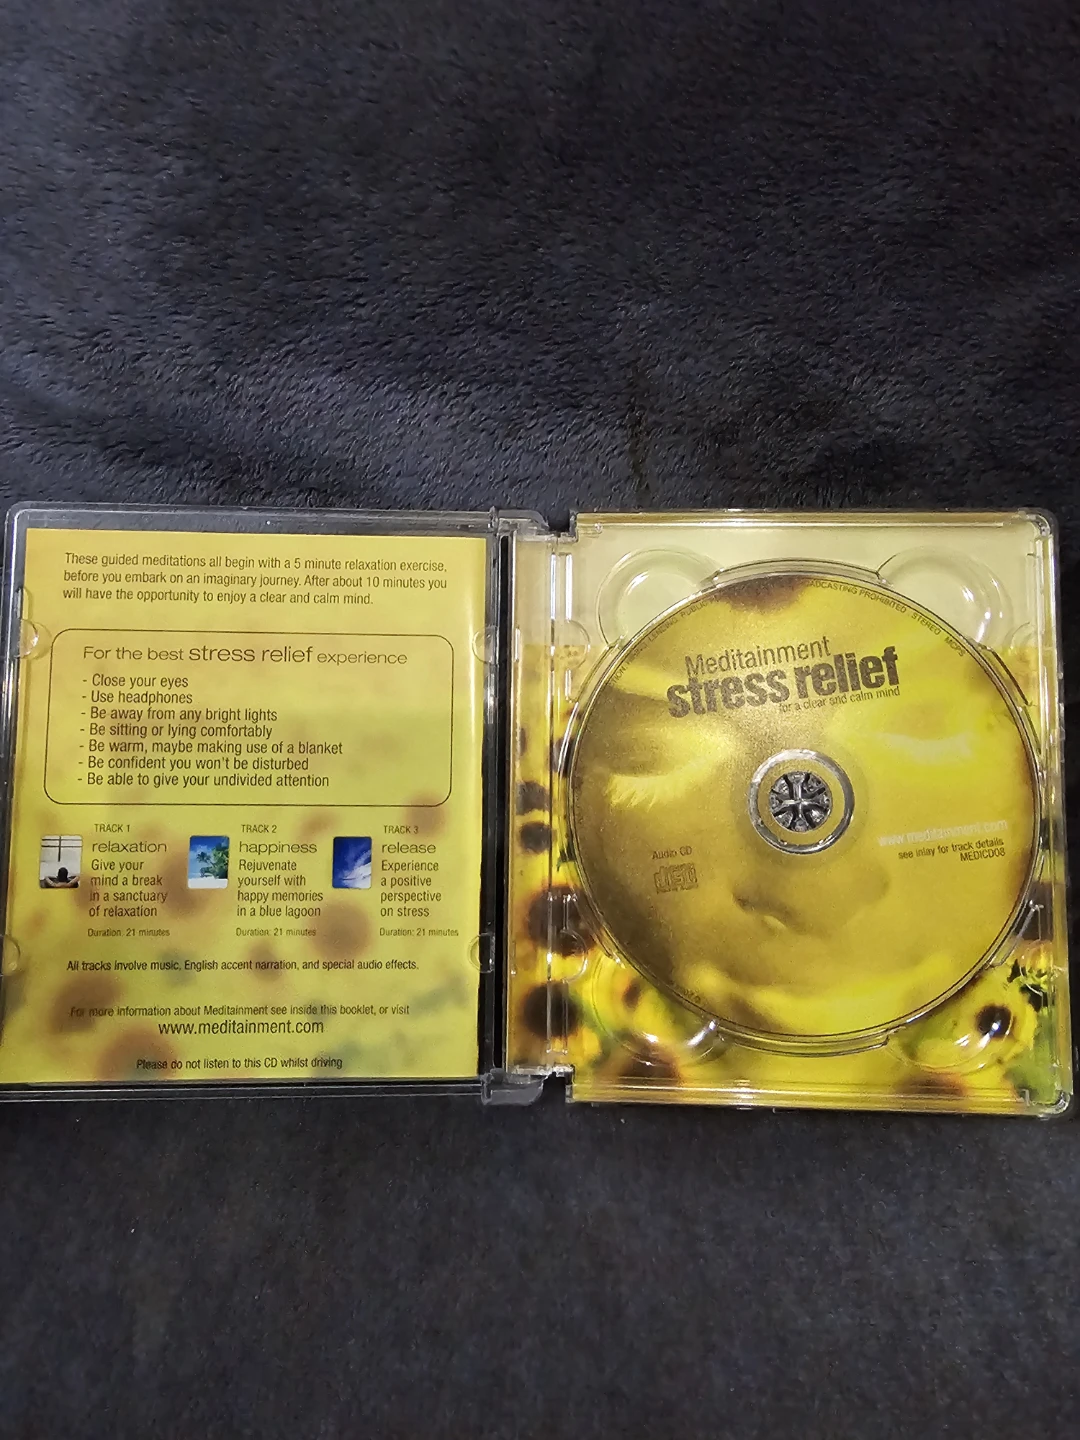 These guided meditations all begin with a 5 minute relaxation exercise,
before you embark on an imaginary journey. After about 10 minutes you
will have the opportunity to enjoy a clear and calm mind.
For the best stress relief experience
- Close your eyes
- Use headphones
- Be away from any bright lights
- Be sitting or lying comfortably
- Be warm, maybe making use of a blanket
- Be confident you won't be disturbed
- Be able to give your undivided attention
TRACK 1
relaxation
Give your
mind a break
in a sanctuary
of relaxation
Duration: 21 minutes
TRACK 2
happiness
Rejuvenate
yourself with
happy memories
in a blue lagoon
Duration: 21 minutes
TRACK 3
release
Experience
a positive
perspective
on stress
Duration: 21 minutes
All tracks involve music, English accent narration, and special audio effects.
For more information about Meditainment see inside this booklet, or visit
www.meditainment.com
Please do not listen to this CD whilst driving
LENDING, PUBLIC BROADCASTING PROHIBITED . STEREO . MCPS
Meditainment
stress relief
for a clear and calm mind
Audio CD
disc
www.meditainment.com
see inlay for track details
MEDICD08